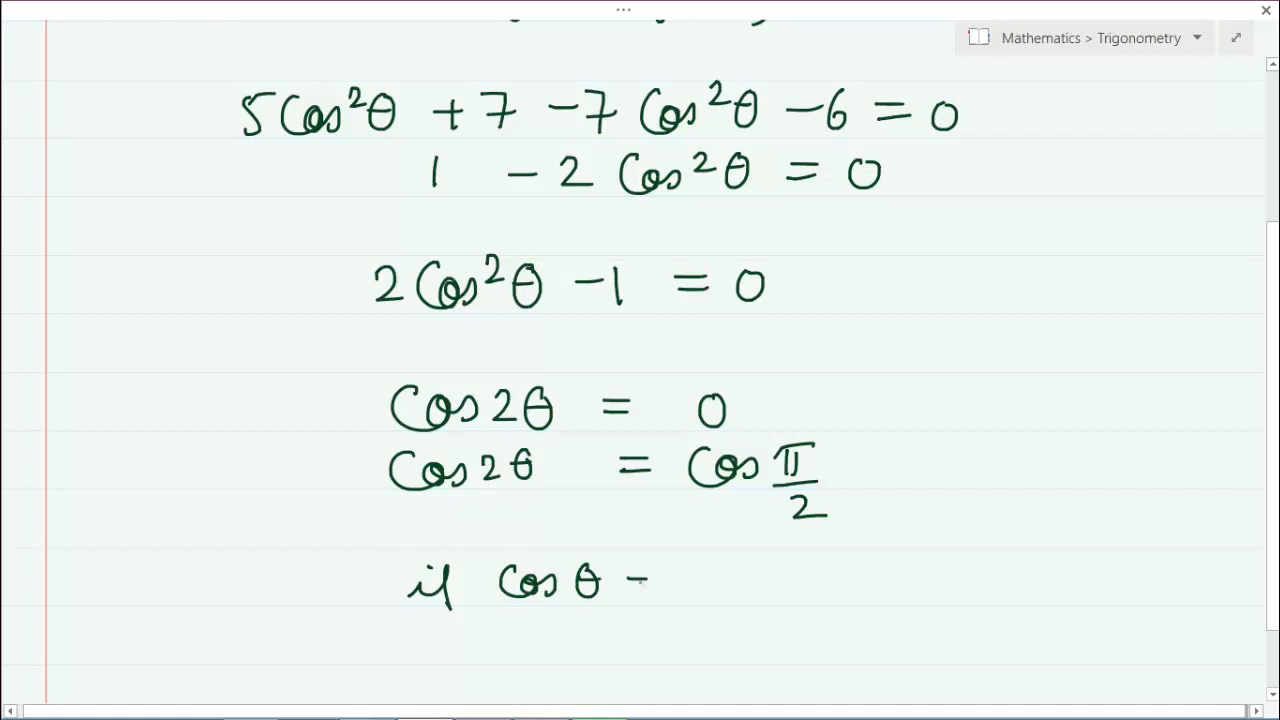 Mathematics > Trigonometry
5 Cos²θ + 7 - 7 Cos²θ - 6 = 0
1 - 2 Cos²θ = 0
2 Cos²θ - 1 = 0
Cos 2θ = 0
Cos 2θ = Cos π/2
if Cos θ -